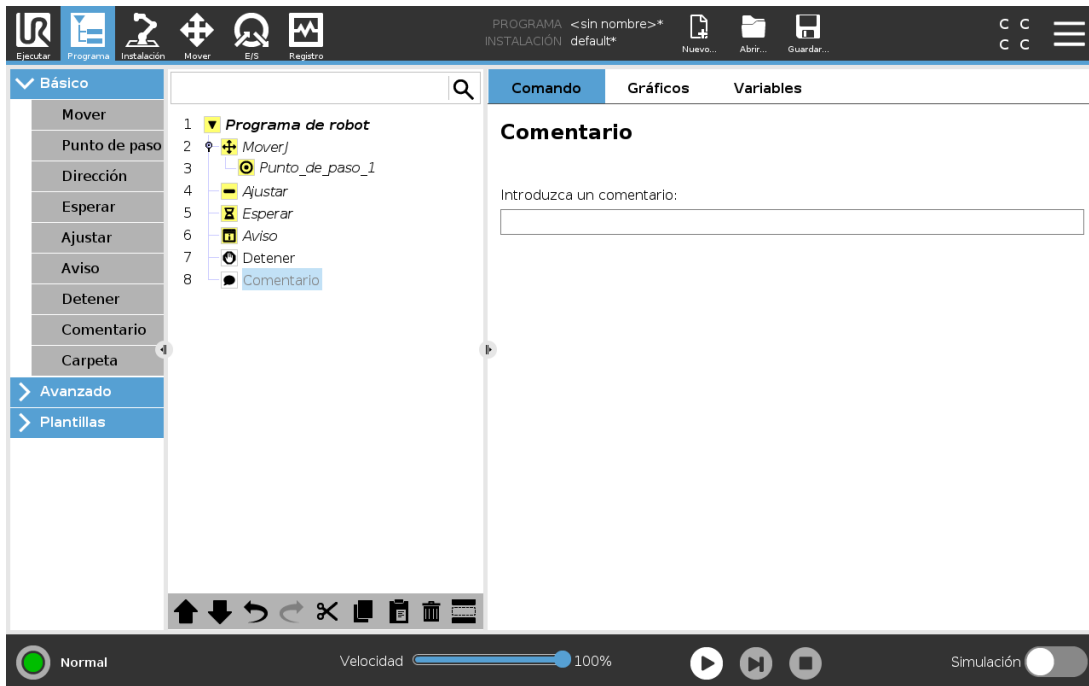 PROGRAMA <sin nombre>*
INSTALACIÓN default*
Ejecutar Programa Instalación Mover E/S Registro Nuevo... Abrir... Guardar...
C C
C C
Básico
Mover
Punto de paso
Dirección
Esperar
Ajustar
Aviso
Detener
Comentario
Carpeta
Avanzado
Plantillas
1 Programa de robot
2 MoverJ
3 Punto_de_paso_1
4 Ajustar
5 Esperar
6 Aviso
7 Detener
8 Comentario
Comando Gráficos Variables
Comentario
Introduzca un comentario:
Normal Velocidad 100% Simulación